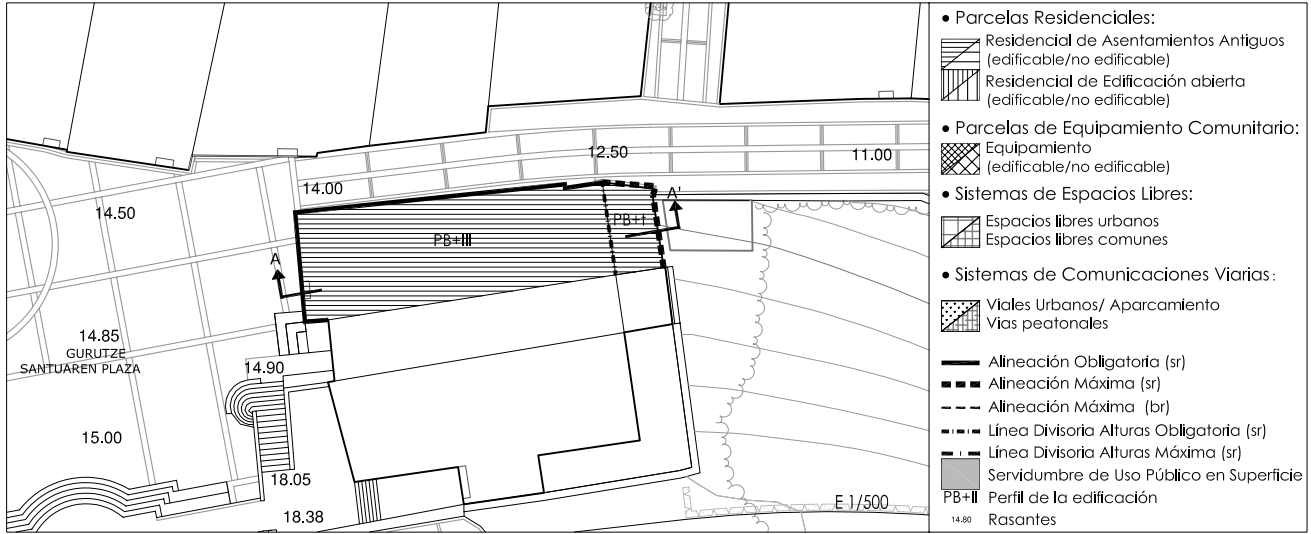 14.50
14.00
12.50
11.00
A'
PB+I
PB+III
A
14.85
GURUTZE
SANTUAREN PLAZA
14.90
15.00
18.05
18.38
E 1/500
• Parcelas Residenciales:
Residencial de Asentamientos Antiguos
(edificable/no edificable)
Residencial de Edificación abierta
(edificable/no edificable)
• Parcelas de Equipamiento Comunitario:
Equipamiento
(edificable/no edificable)
• Sistemas de Espacios Libres:
Espacios libres urbanos
Espacios libres comunes
• Sistemas de Comunicaciones Viarias:
Viales Urbanos/ Aparcamiento
Vias peatonales
Alineación Obligatoria (sr)
Alineación Máxima (sr)
Alineación Máxima (br)
Línea Divisoria Alturas Obligatoria (sr)
Línea Divisoria Alturas Máxima (sr)
Servidumbre de Uso Público en Superficie
PB+II Perfil de la edificación
14.80 Rasantes